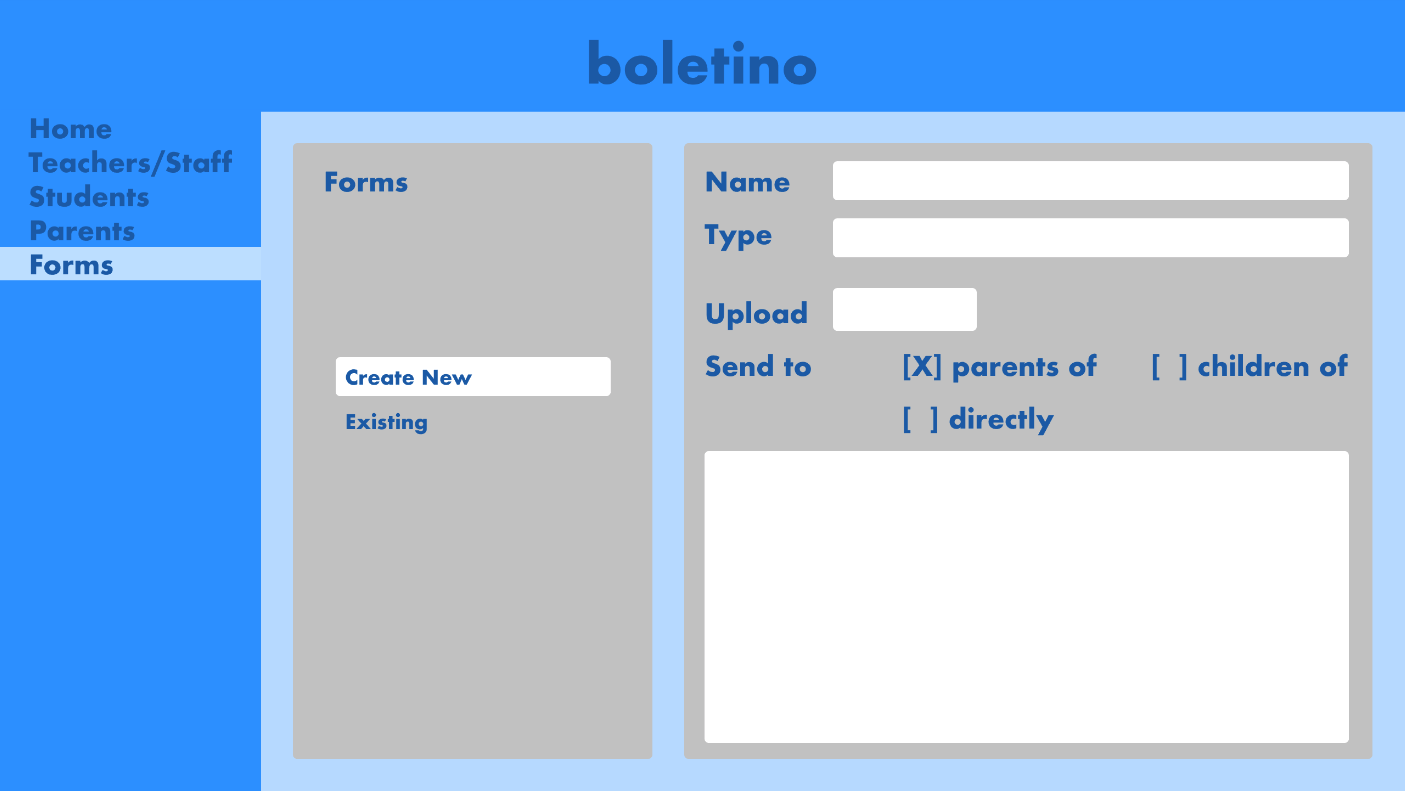 boletino
Home
Teachers/Staff
Students
Parents
Forms
Forms
Create New
Existing
Name
Type
Upload
Send to [X] parents of [ ] children of
[ ] directly